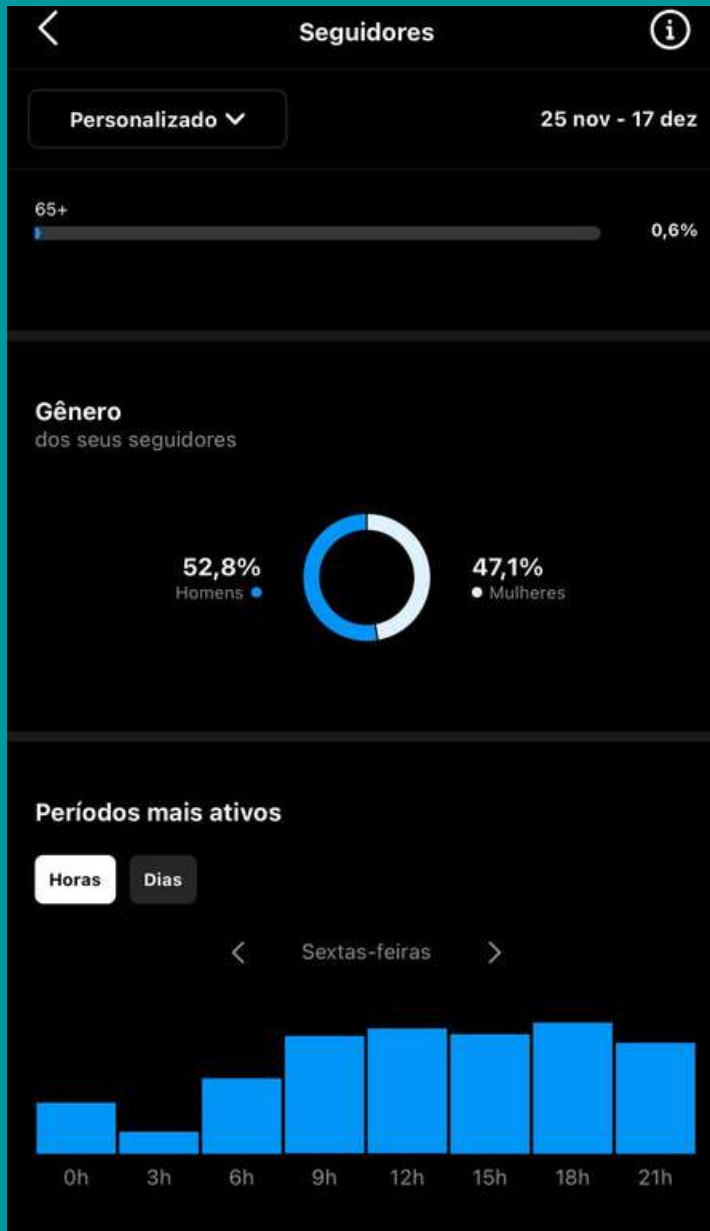 Seguidores
Personalizado
25 nov - 17 dez
65+
0,6%
Gênero
dos seus seguidores
52,8%
Homens
47,1%
Mulheres
Períodos mais ativos
Horas Dias
Sextas-feiras
0h 3h 6h 9h 12h 15h 18h 21h